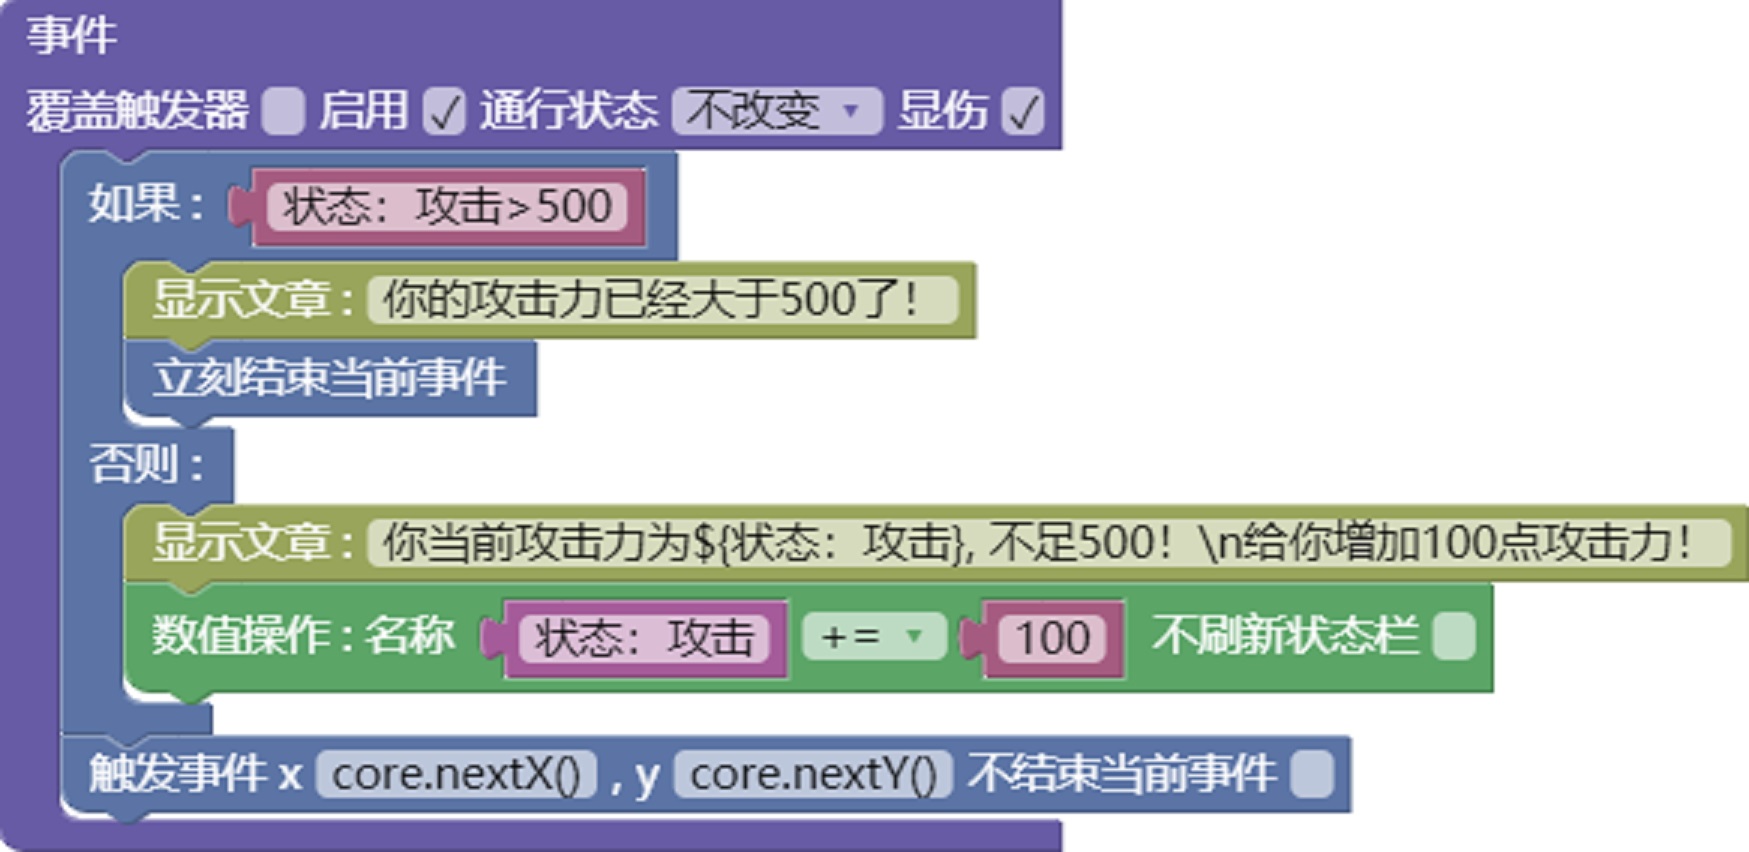 事件
覆盖触发器 启用 ✓ 通行状态 不改变 ▾ 显伤 ✓
如果: 状态：攻击>500
显示文章: 你的攻击力已经大于500了！
立刻结束当前事件
否则:
显示文章: 你当前攻击力为${状态：攻击}, 不足500！\n给你增加100点攻击力！
数值操作: 名称 状态：攻击 += ▾ 100 不刷新状态栏
触发事件 x core.nextX() , y core.nextY() 不结束当前事件